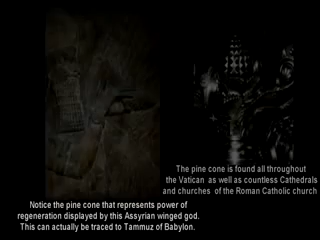 The pine cone is found all throughout
the Vatican as well as countless Cathedrals
and churches of the Roman Catholic church
Notice the pine cone that represents power of
regeneration displayed by this Assyrian winged god.
This can actually be traced to Tammuz of Babylon.